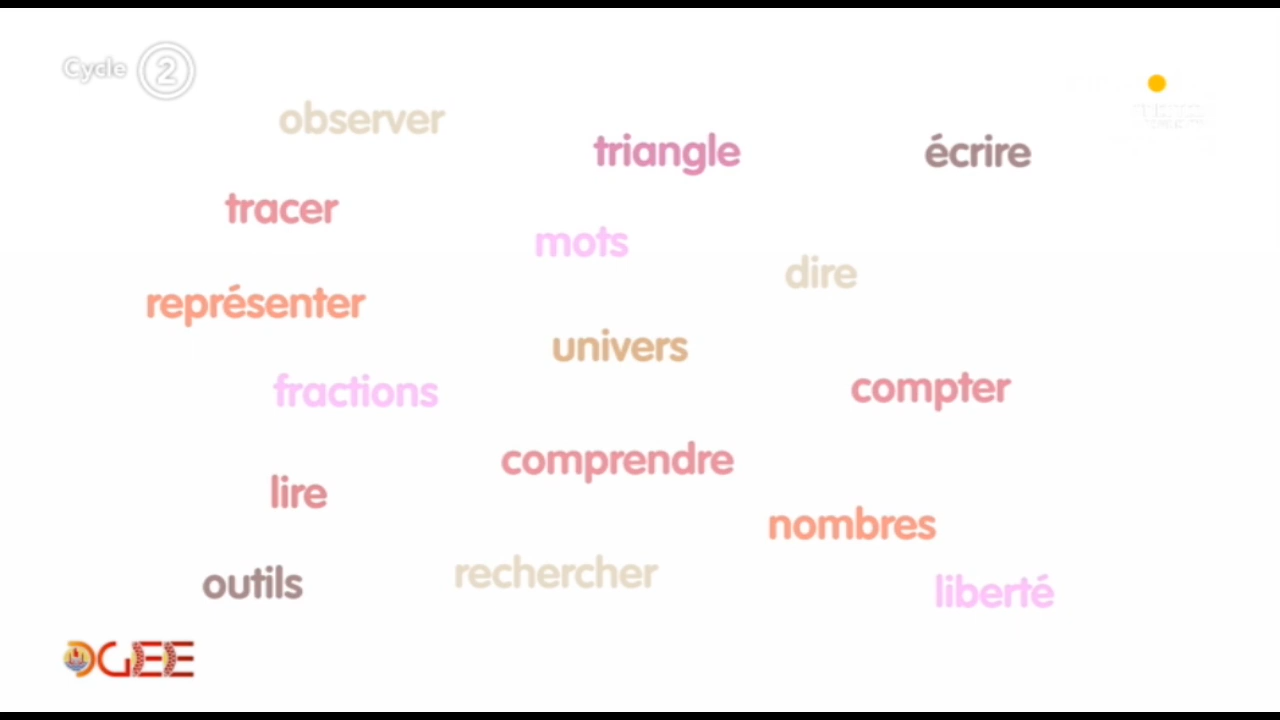 Cycle 2
observer
triangle
écrire
tracer
mots
dire
représenter
univers
fractions
compter
comprendre
lire
nombres
rechercher
outils
liberté
DGEE